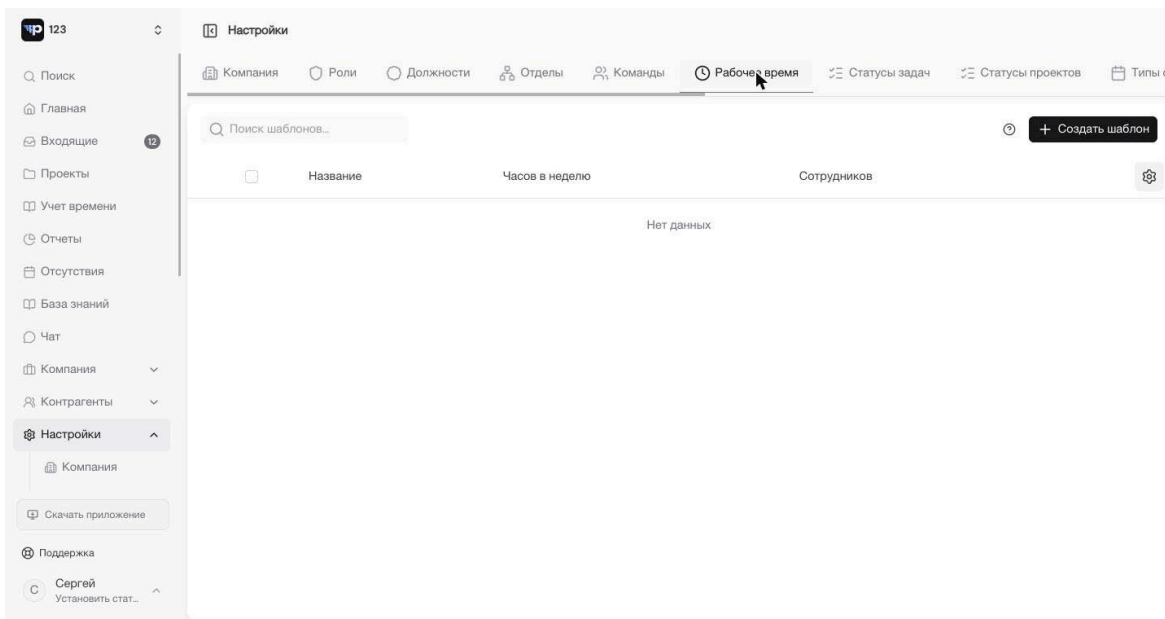 123
Поиск
Главная
Входящие 12
Проекты
Учет времени
Отчеты
Отсутствия
База знаний
Чат
Компания
Контрагенты
Настройки
Компания
Скачать приложение
Поддержка
С Сергей
Установить стат...
Настройки
Компания Роли Должности Отделы Команды Рабочее время Статусы задач Статусы проектов Типы
Поиск шаблонов... + Создать шаблон
Название Часов в неделю Сотрудников
Нет данных